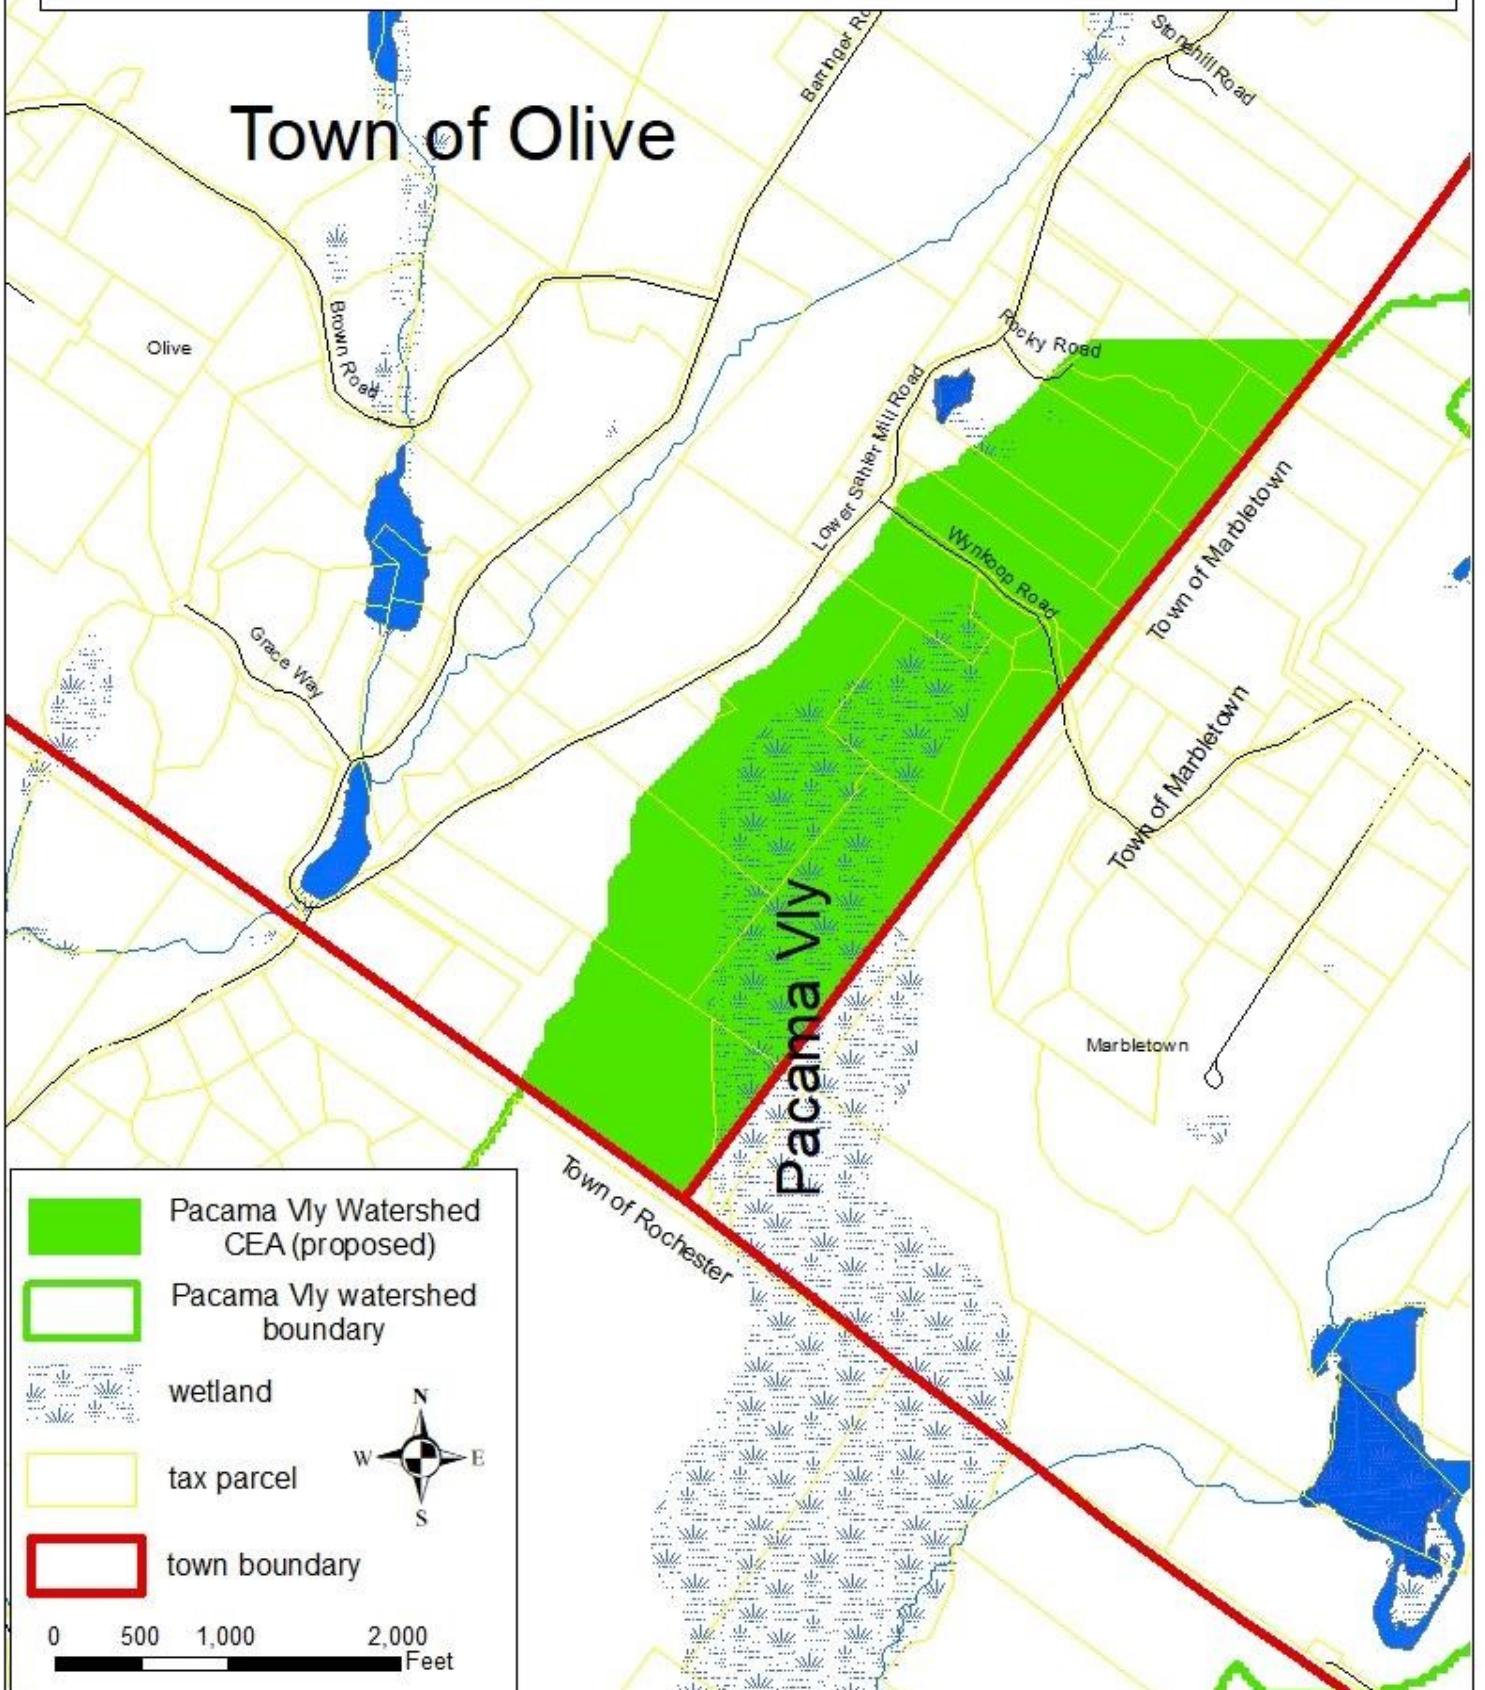 Stonehill Road
Barringer Ro
Town of Olive
Brown Road
Olive
Rocky Road
Lower Sahler Mill Road
Wynkoop Road
Town of Marbletown
Grace Way
Town of Marbletown
Pacama Vly
Marbletown
Town of Rochester
Pacama Vly Watershed
CEA (proposed)
Pacama Vly watershed
boundary
wetland
N
W E
S
tax parcel
town boundary
0 500 1,000 2,000
Feet